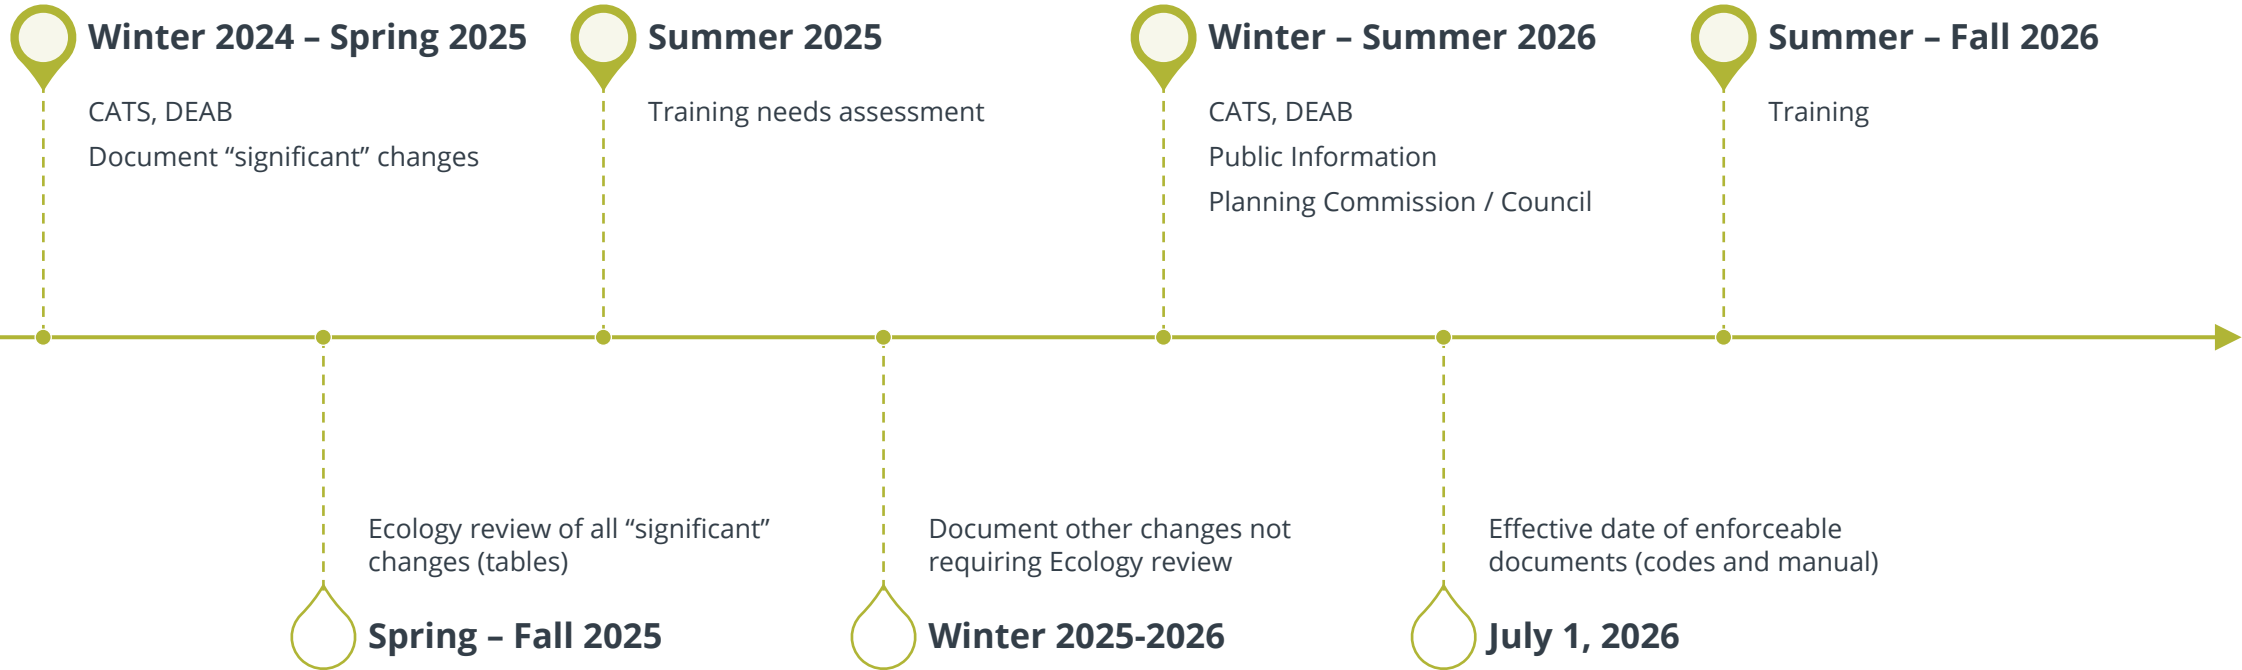 Winter 2024 – Spring 2025
CATS, DEAB
Document “significant” changes
Summer 2025
Training needs assessment
Winter – Summer 2026
CATS, DEAB
Public Information
Planning Commission / Council
Summer – Fall 2026
Training
Ecology review of all “signific”
changes (tables)
Spring – Fall 2025
Document other changes not
requiring Ecology review
Winter 2025-2026
Effective date of enforceable
documents (codes and manual)
July 1, 2026